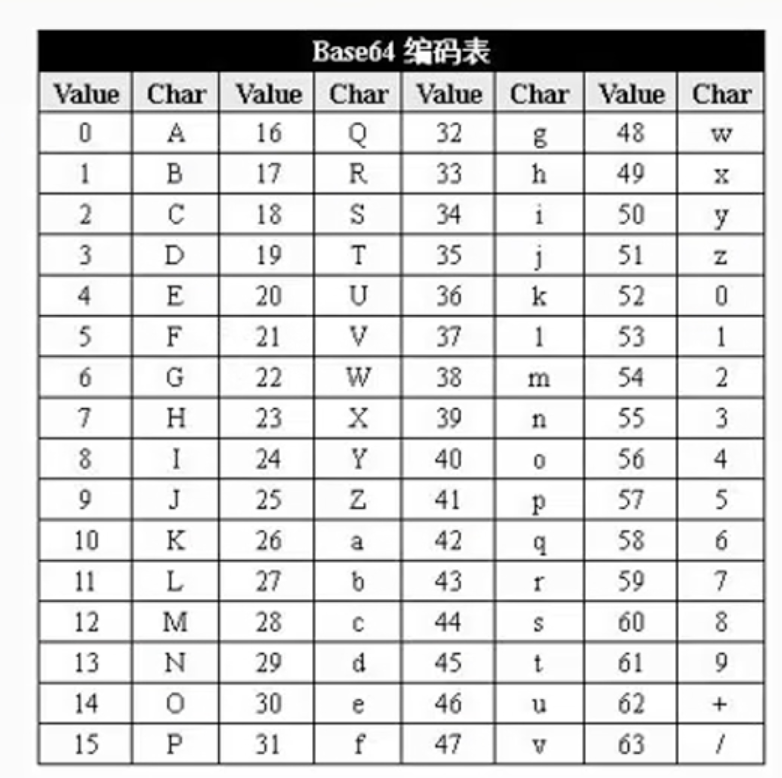 Base64 编码表
Value Char Value Char Value Char Value Char
0 A 16 Q 32 g 48 w
1 B 17 R 33 h 49 x
2 C 18 S 34 i 50 y
3 D 19 T 35 j 51 z
4 E 20 U 36 k 52 0
5 F 21 V 37 l 53 1
6 G 22 W 38 m 54 2
7 H 23 X 39 n 55 3
8 I 24 Y 40 o 56 4
9 J 25 Z 41 p 57 5
10 K 26 a 42 q 58 6
11 L 27 b 43 r 59 7
12 M 28 c 44 s 60 8
13 N 29 d 45 t 61 9
14 O 30 e 46 u 62 +
15 P 31 f 47 v 63 /